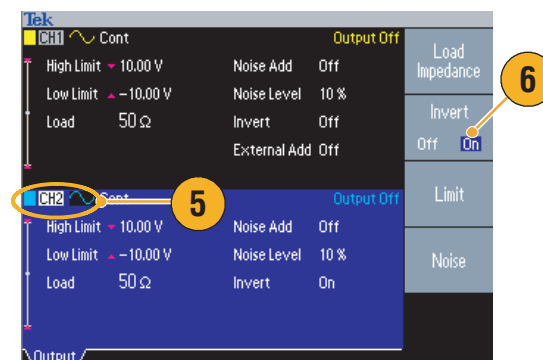 Tek
CH1 Cont Output Off
High Limit 10.00 V Noise Add Off
Low Limit -10.00 V Noise Level 10 %
Load 50 Ω Invert Off
External Add Off
CH2 Cont Output Off
High Limit 10.00 V Noise Add Off
Low Limit -10.00 V Noise Level 10 %
Load 50 Ω Invert On
Output
Load
Impedance
Invert
Off On
Limit
Noise
5
6